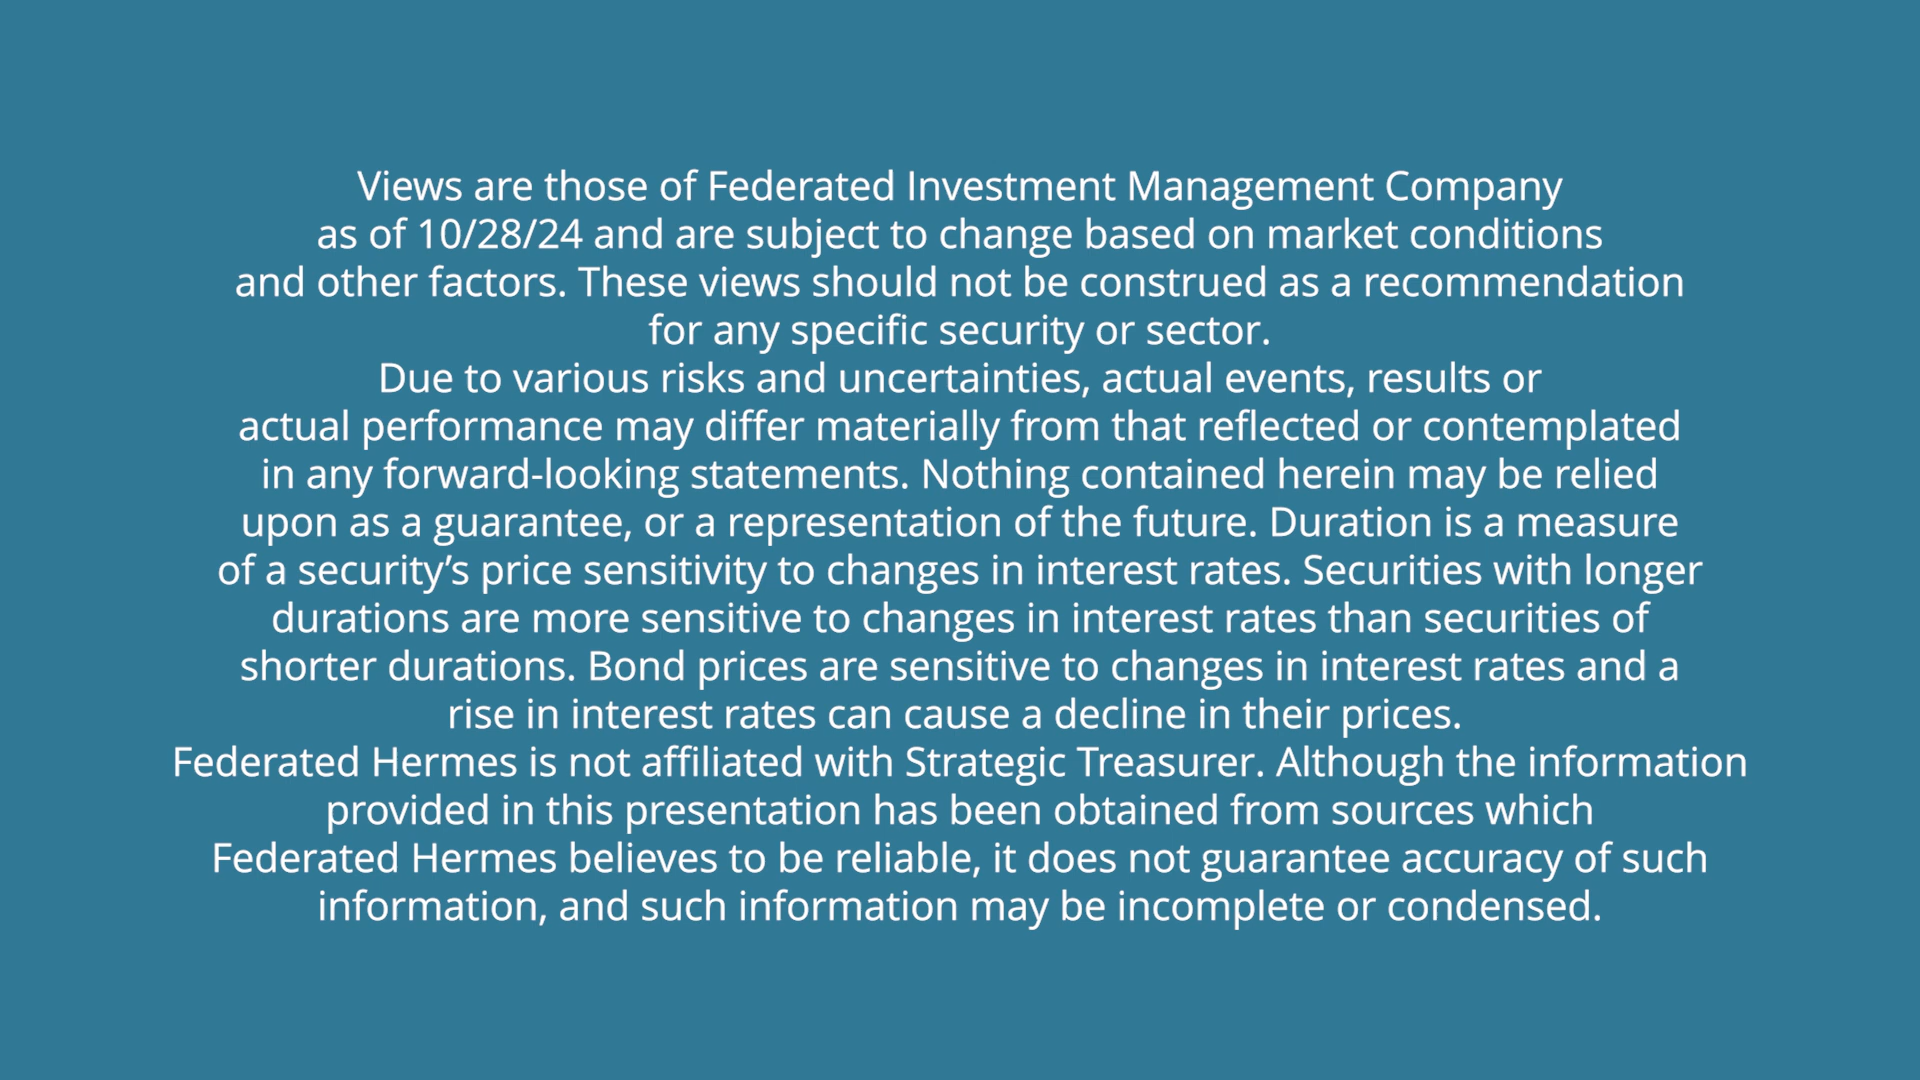 Views are those of Federated Investment Management Company
as of 10/28/24 and are subject to change based on market conditions
and other factors. These views should not be construed as a recommendation
for any specific security or sector.
Due to various risks and uncertainties, actual events, results or
actual performance may differ materially from that reflected or contemplated
in any forward-looking statements. Nothing contained herein may be relied
upon as a guarantee, or a representation of the future. Duration is a measure
of a security’s price sensitivity to changes in interest rates. Securities with longer
durations are more sensitive to changes in interest rates than securities of
shorter durations. Bond prices are sensitive to changes in interest rates and a
rise in interest rates can cause a decline in their prices.
Federated Hermes is not affiliated with Strategic Treasurer. Although the information
provided in this presentation has been obtained from sources which
Federated Hermes believes to be reliable, it does not guarantee accuracy of such
information, and such information may be incomplete or condensed.